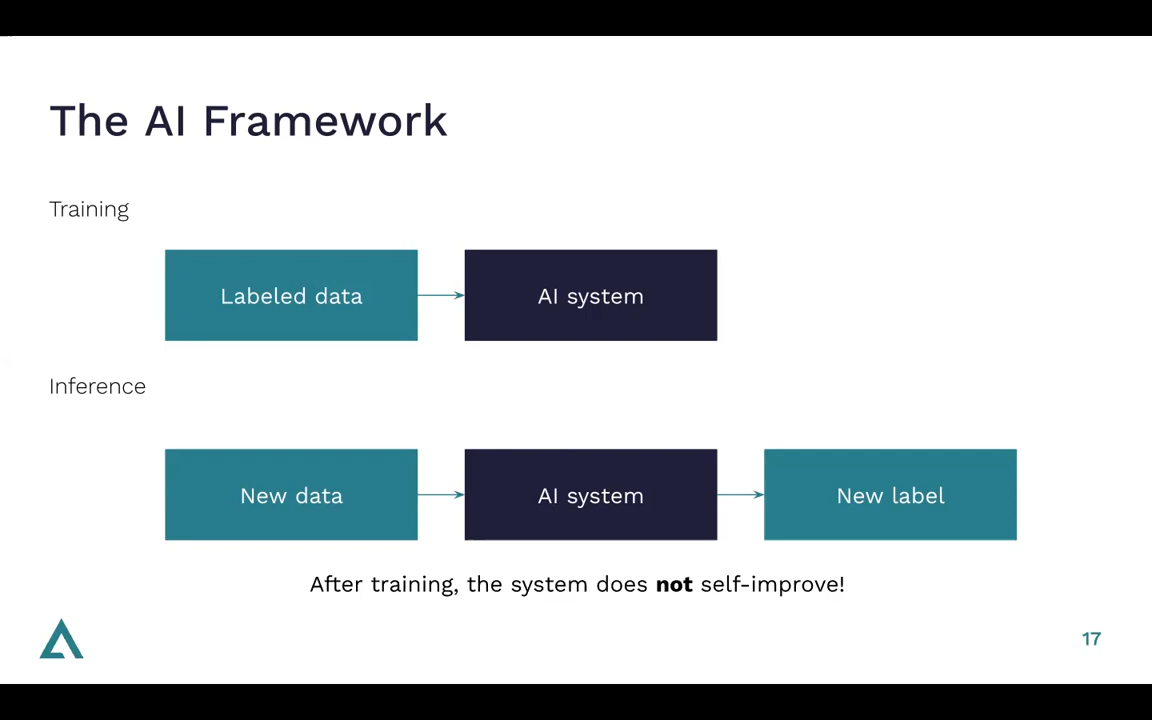 The AI Framework
Training
Labeled data
AI system
Inference
New data
AI system
New label
After training, the system does not self-improve!
17